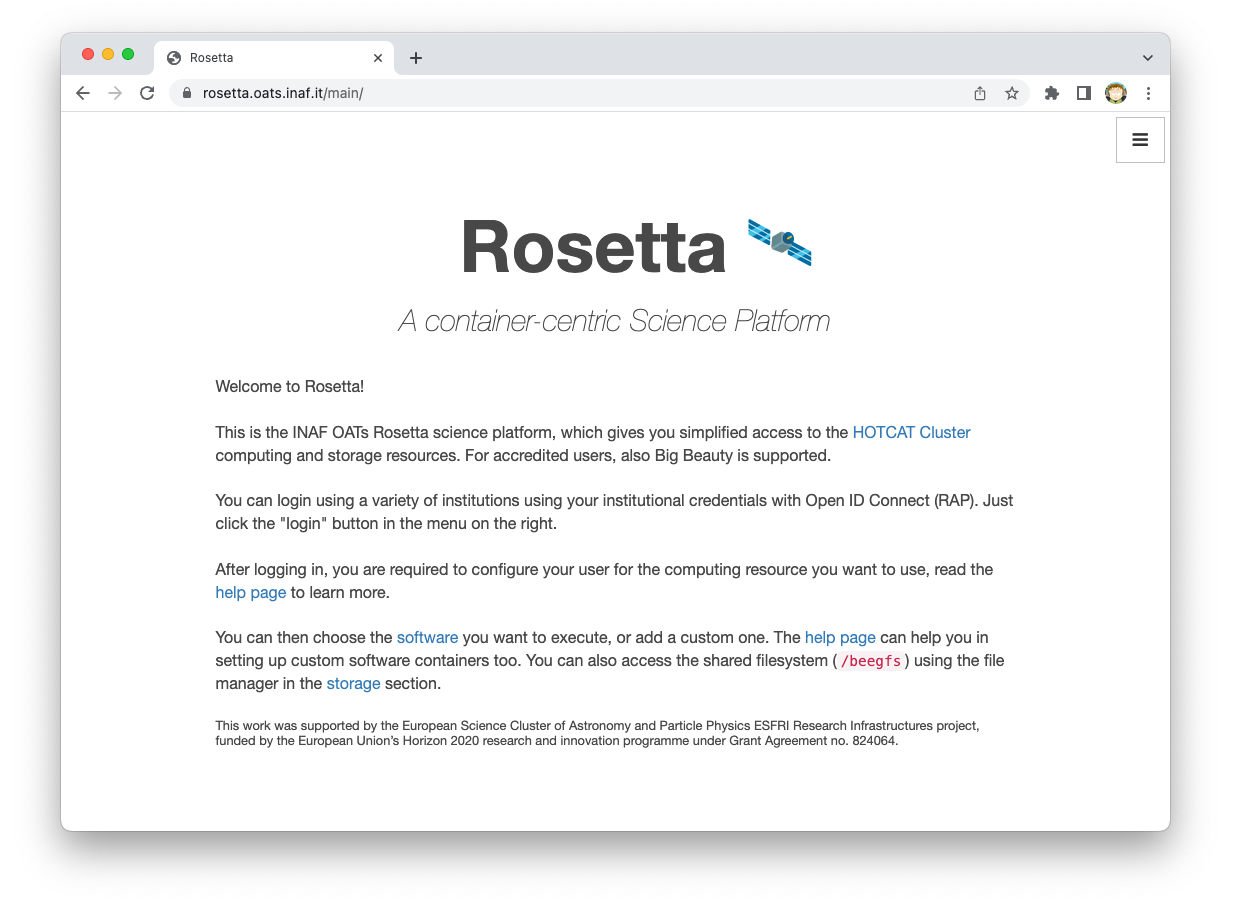 Rosetta
rosetta.oats.inaf.it/main/
Rosetta
A container-centric Science Platform
Welcome to Rosetta!
This is the INAF OATs Rosetta science platform, which gives you simplified access to the HOTCAT Cluster
computing and storage resources. For accredited users, also Big Beauty is supported.
You can login using a variety of institutions using your institutional credentials with Open ID Connect (RAP). Just
click the "login" button in the menu on the right.
After logging in, you are required to configure your user for the computing resource you want to use, read the
help page to learn more.
You can then choose the software you want to execute, or add a custom one. The help page can help you in
setting up custom software containers too. You can also access the shared filesystem ( /beegfs ) using the file
manager in the storage section.
This work was supported by the European Science Cluster of Astronomy and Particle Physics ESFRI Research Infrastructures project,
funded by the European Union’s Horizon 2020 research and innovation programme under Grant Agreement no. 824064.